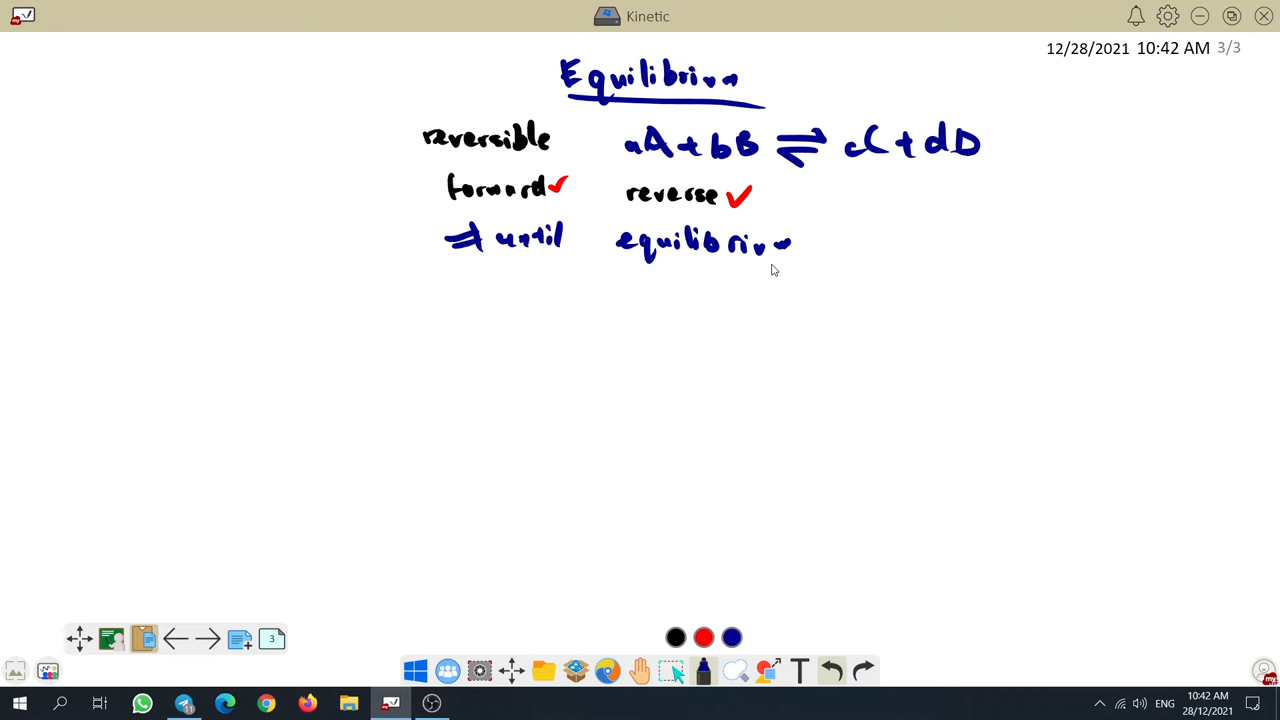 Kinetic
12/28/2021 10:42 AM 3/3
Equilibrium
reversible aA + bB ⇌ cC + dD
forward✓ reverse ✓
⇌ until equilibrium
3
T
11
ENG
10:42 AM
28/12/2021